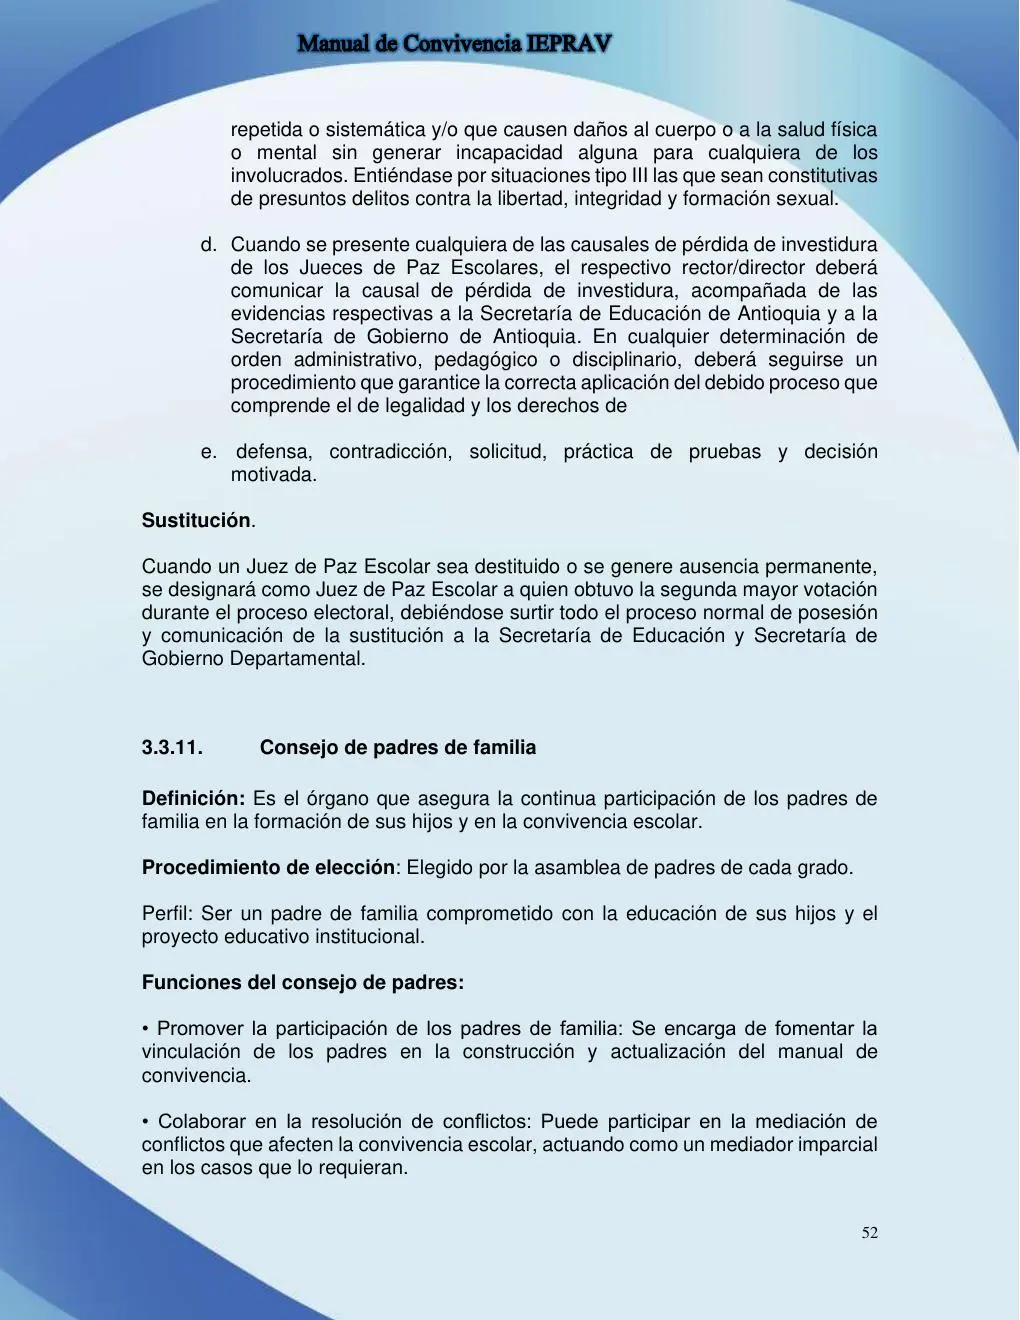 Manual de Convivencia IEPRAV
repetida o sistemática y/o que causen daños al cuerpo o a la salud física
o mental sin generar incapacidad alguna para cualquiera de los
involucrados. Entiéndase por situaciones tipo III las que sean constitutivas
de presuntos delitos contra la libertad, integridad y formación sexual.
d. Cuando se presente cualquiera de las causales de pérdida de investidura
de los Jueces de Paz Escolares, el respectivo rector/director deberá
comunicar la causal de pérdida de investidura, acompañada de las
evidencias respectivas a la Secretaría de Educación de Antioquia y a la
Secretaría de Gobierno de Antioquia. En cualquier determinación de
orden administrativo, pedagógico o disciplinario, deberá seguirse un
procedimiento que garantice la correcta aplicación del debido proceso que
comprende el de legalidad y los derechos de
e. defensa, contradicción, solicitud, práctica de pruebas y decisión
motivada.
Sustitución.
Cuando un Juez de Paz Escolar sea destituido o se genere ausencia permanente,
se designará como Juez de Paz Escolar a quien obtuvo la segunda mayor votación
durante el proceso electoral, debiéndose surtir todo el proceso normal de posesión
y comunicación de la sustitución a la Secretaría de Educación y Secretaría de
Gobierno Departamental.
3.3.11. Consejo de padres de familia
Definición: Es el órgano que asegura la continua participación de los padres de
familia en la formación de sus hijos y en la convivencia escolar.
Procedimiento de elección: Elegido por la asamblea de padres de cada grado.
Perfil: Ser un padre de familia comprometido con la educación de sus hijos y el
proyecto educativo institucional.
Funciones del consejo de padres:
• Promover la participación de los padres de familia: Se encarga de fomentar la
vinculación de los padres en la construcción y actualización del manual de
convivencia.
• Colaborar en la resolución de conflictos: Puede participar en la mediación de
conflictos que afecten la convivencia escolar, actuando como un mediador imparcial
en los casos que lo requieran.
52